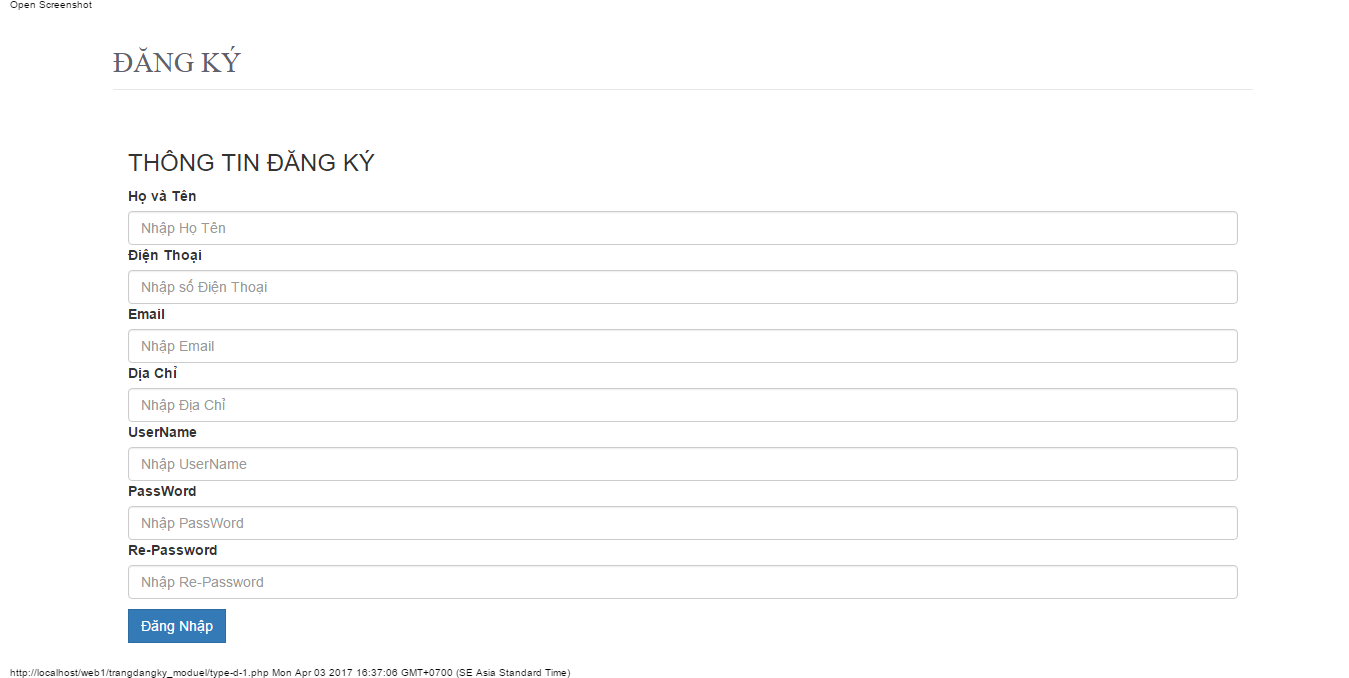 Open Screenshot
ĐĂNG KÝ
THÔNG TIN ĐĂNG KÝ
Họ và Tên
Nhập Họ Tên
Điện Thoại
Nhập số Điện Thoại
Email
Nhập Email
Dịa Chỉ
Nhập Địa Chỉ
UserName
Nhập UserName
PassWord
Nhập PassWord
Re-Password
Nhập Re-Password
Đăng Nhập
http://localhost/web1/trangdangky_moduel/type-d-1.php Mon Apr 03 2017 16:37:06 GMT+0700 (SE Asia Standard Time)